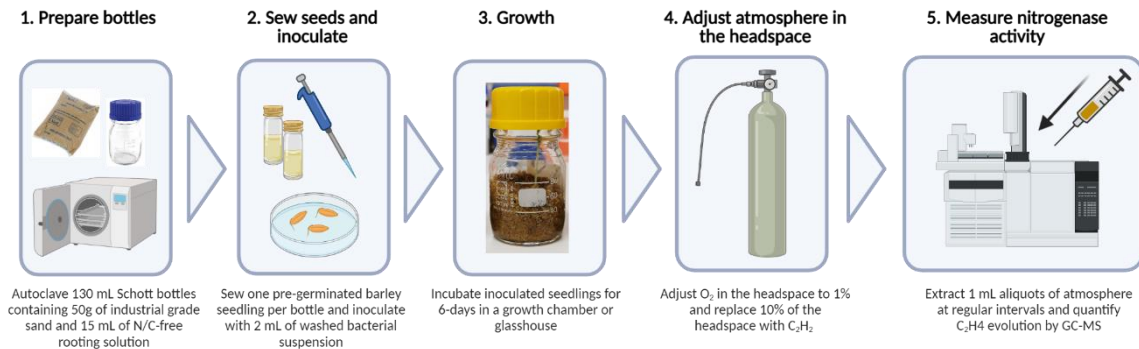 1. Prepare bottles
2. Sew seeds and
inoculate
3. Growth
4. Adjust atmosphere in
the headspace
5. Measure nitrogenase
activity
Autoclave 130 mL Schott bottles
containing 50g of industrial grade
sand and 15 mL of N/C-free
rooting solution
Sew one pre-germinated barley
seedling per bottle and inoculate
with 2 mL of washed bacterial
suspension
Incubate inoculated seedlings for
6-days in a growth chamber or
glasshouse
Adjust O₂ in the headspace to 1%
and replace 10% of the
headspace with C₂H₂
Extract 1 mL aliquots of atmosphere
at regular intervals and quantify
C₂H4 evolution by GC-MS